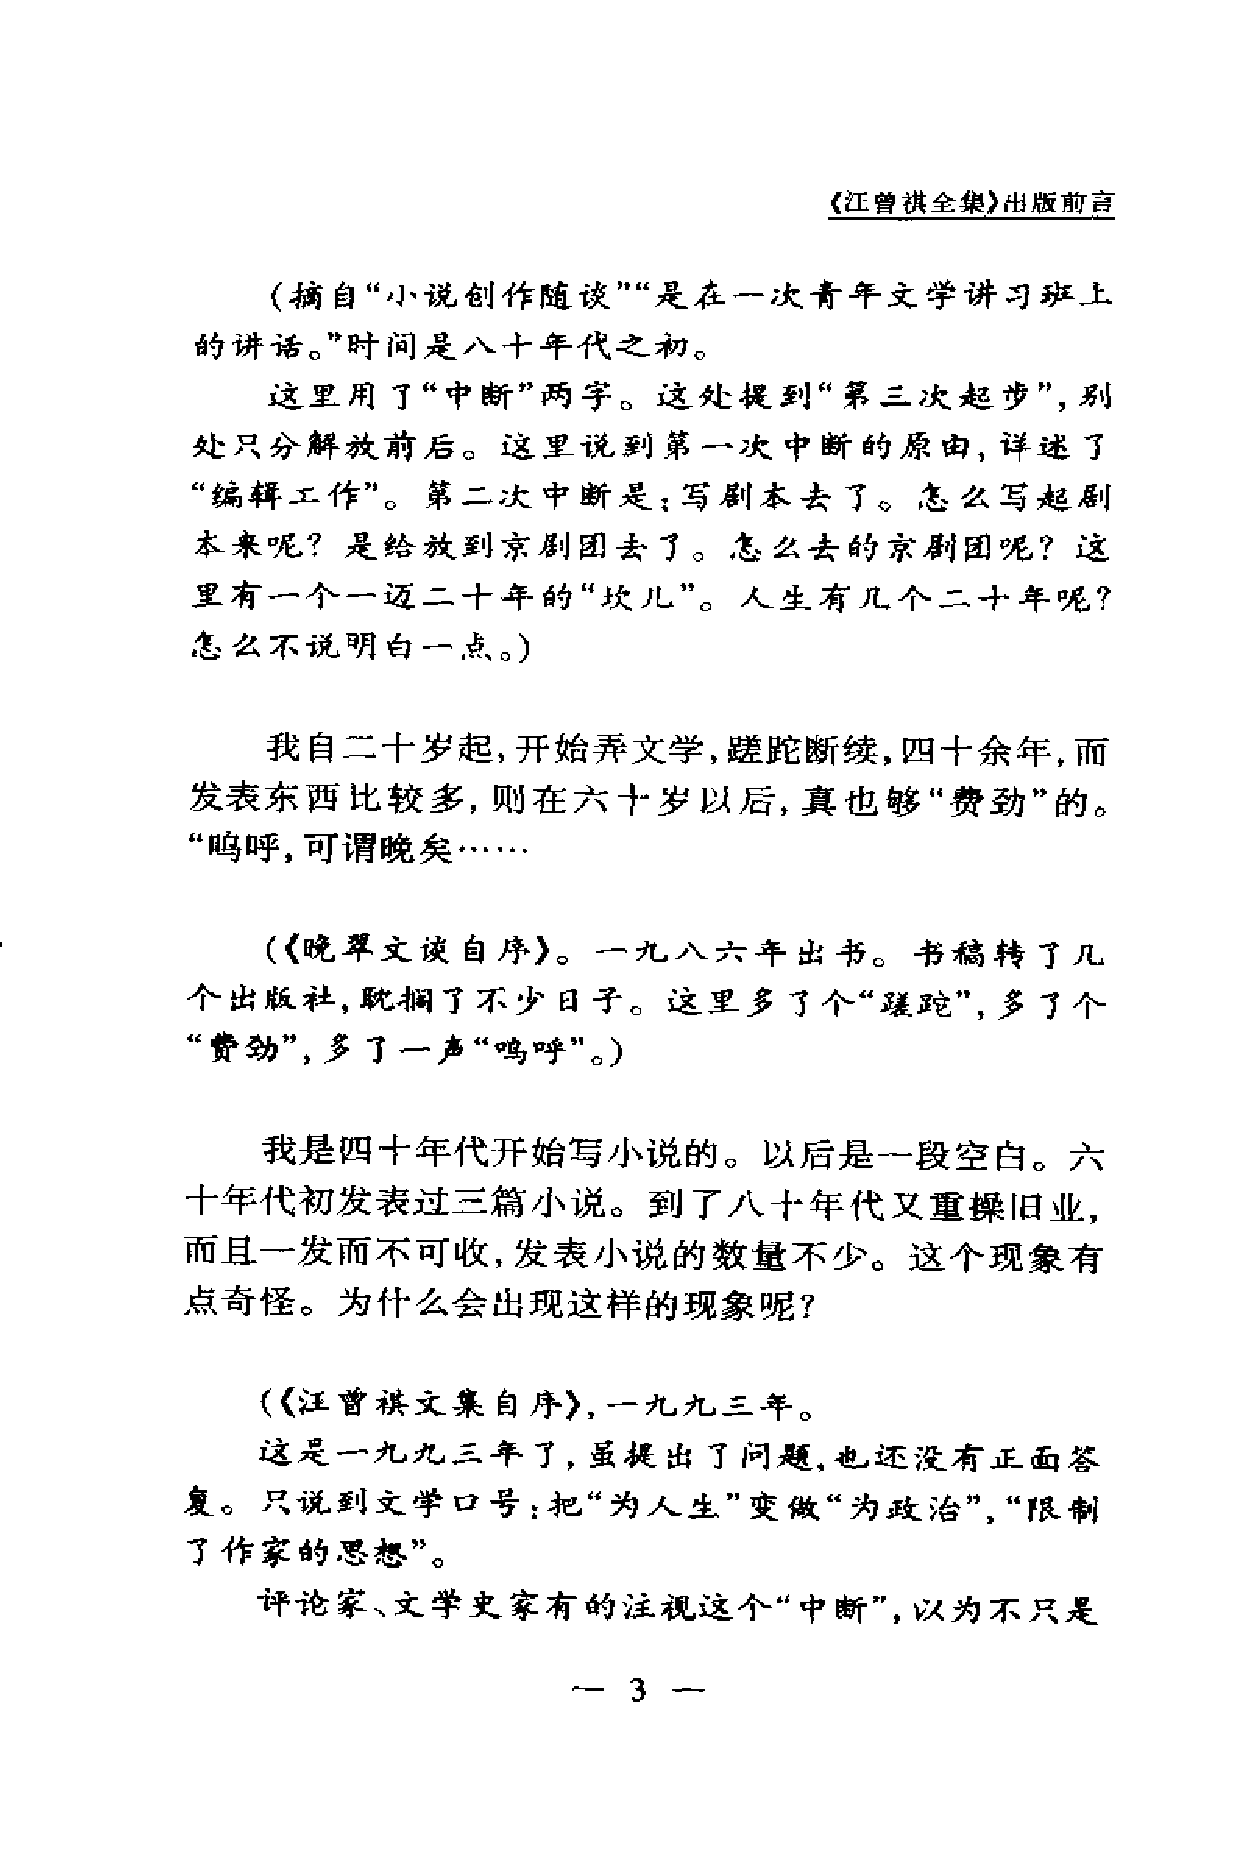 《汪曾祺全集》出版前言
(摘自“小说创作随谈”“是在一次青年文学讲习班上
的讲话。”时间是八十年代之初。
这里用了“中断”两字。这处提到“第三次起步”,别
处只分解放前后。这里说到第一次中断的原由,详述了
“编辑工作”。第二次中断是:写剧本去了。怎么写起剧
本来呢?是给放到京剧团去了。怎么去的京剧团呢?这
里有一个一迈二十年的“坎儿”。人生有几个二十年呢?
怎么不说明白一点。)
我自二十岁起,开始弄文学,蹉跎断续,四十余年,而
发表东西比较多,则在六十岁以后,真也够“费劲”的。
“呜呼,可谓晚矣……
(《晚翠文谈自序》。一九八六年出书。书稿转了几
个出版社,耽搁了不少日子。这里多了个“蹉跎”,多了个
“费劲”,多了一声“呜呼”。)
我是四十年代开始写小说的。以后是一段空白。六
十年代初发表过三篇小说。到了八十年代又重操旧业,
而且一发而不可收,发表小说的数量不少。这个现象有
点奇怪。为什么会出现这样的现象呢?
(《汪曾祺文集自序》,一九九三年。
这是一九九三年了,虽提出了问题,也还没有正面答
复。只说到文学口号:把“为人生”变做“为政治”,“限制
了作家的思想”。
评论家、文学史家有的注视这个“中断”,以为不只是
— 3 —